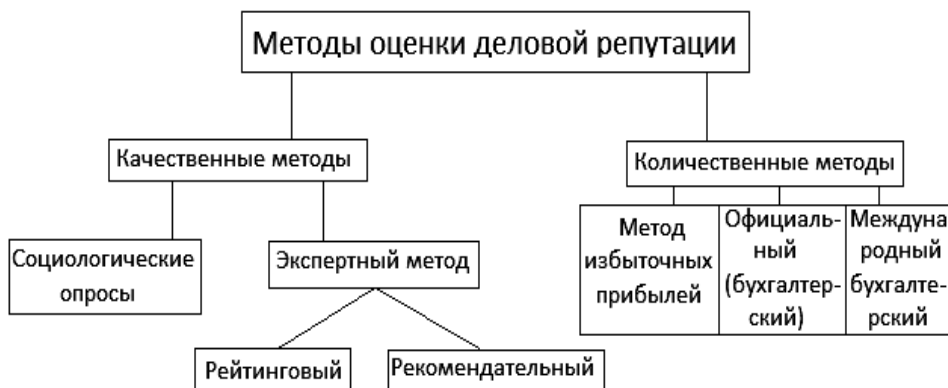 Методы оценки деловой репутации
Качественные методы
Количественные методы
Социологические
опросы
Экспертный метод
Метод
избыточных
прибылей
Официаль-
ный
(бухгалтер-
ский)
Междуна
родный
бухгалте-
рский
Рейтинговый
Рекомендательный